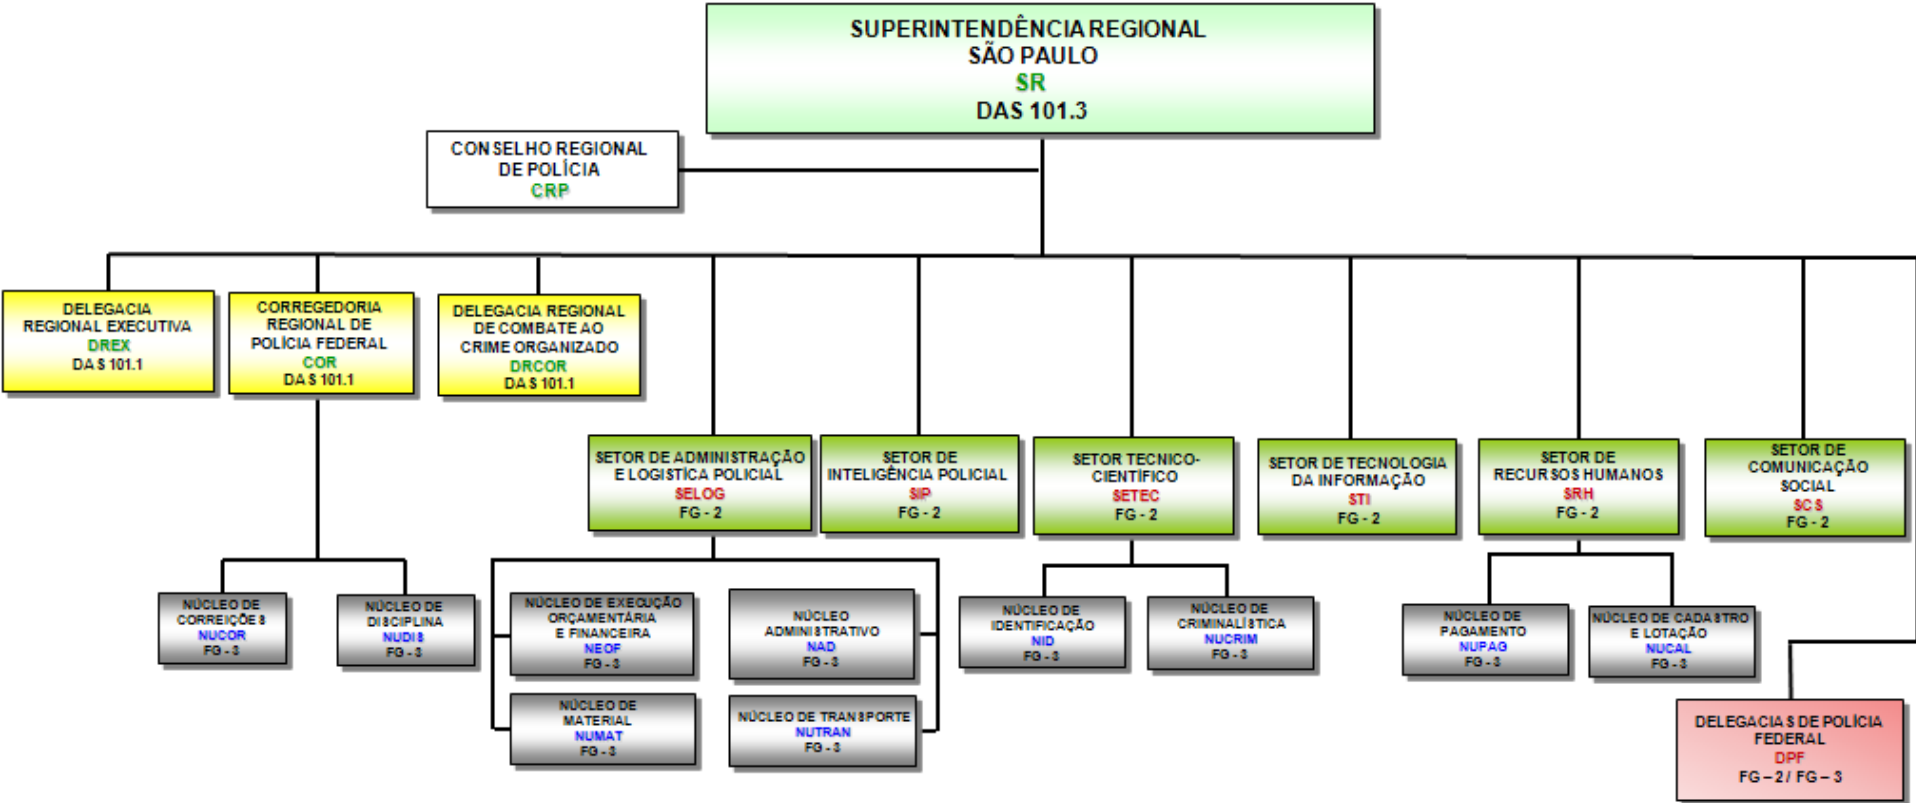 SUPERINTENDÊNCIA REGIONAL
SÃO PAULO
SR
DAS 101.3
CONSELHO REGIONAL
DE POLÍCIA
CRP
DELEGACIA
REGIONAL EXECUTIVA
DREX
DAS 101.1
CORREGEDORIA
REGIONAL DE
POLÍCIA FEDERAL
COR
DAS 101.1
DELEGACIA REGIONAL
DE COMBATE AO
CRIME ORGANIZADO
DRCOR
DAS 101.1
SETOR DE ADMINISTRAÇÃO
E LOGISTÍCA POLICIAL
SELOG
FG - 2
SETOR DE
INTELIGÊNCIA POLICIAL
SIP
FG - 2
SETOR TECNICO-
CIENTÍFICO
SETEC
FG - 2
SETOR DE TECNOLOGIA
DA INFORMAÇÃO
STI
FG - 2
SETOR DE
RECURSOS HUMANOS
SRH
FG - 2
SETOR DE
COMUNICAÇÃO
SOCIAL
SCS
FG - 2
NÚCLEO DE
CORREIÇÕES
NUCOR
FG - 3
NÚCLEO DE
DISCIPLINA
NUDIS
FG - 3
NÚCLEO DE EXECUÇÃO
ORÇAMENTÁRIA
E FINANCEIRA
NEOF
FG - 3
NÚCLEO
ADMINISTRATIVO
NAD
FG - 3
NÚCLEO DE
IDENTIFICAÇÃO
NID
FG - 3
NÚCLEO DE
CRIMINALÍSTICA
NUCRIM
FG - 3
NÚCLEO DE
PAGAMENTO
NUPAG
FG - 3
NÚCLEO DE CADASTRO
E LOTAÇÃO
NUCAL
FG - 3
NÚCLEO DE
MATERIAL
NUMAT
FG - 3
NÚCLEO DE TRANSPORTE
NUTRAN
FG - 3
DELEGACIAS DE POLÍCIA
FEDERAL
DPF
FG – 2 / FG – 3